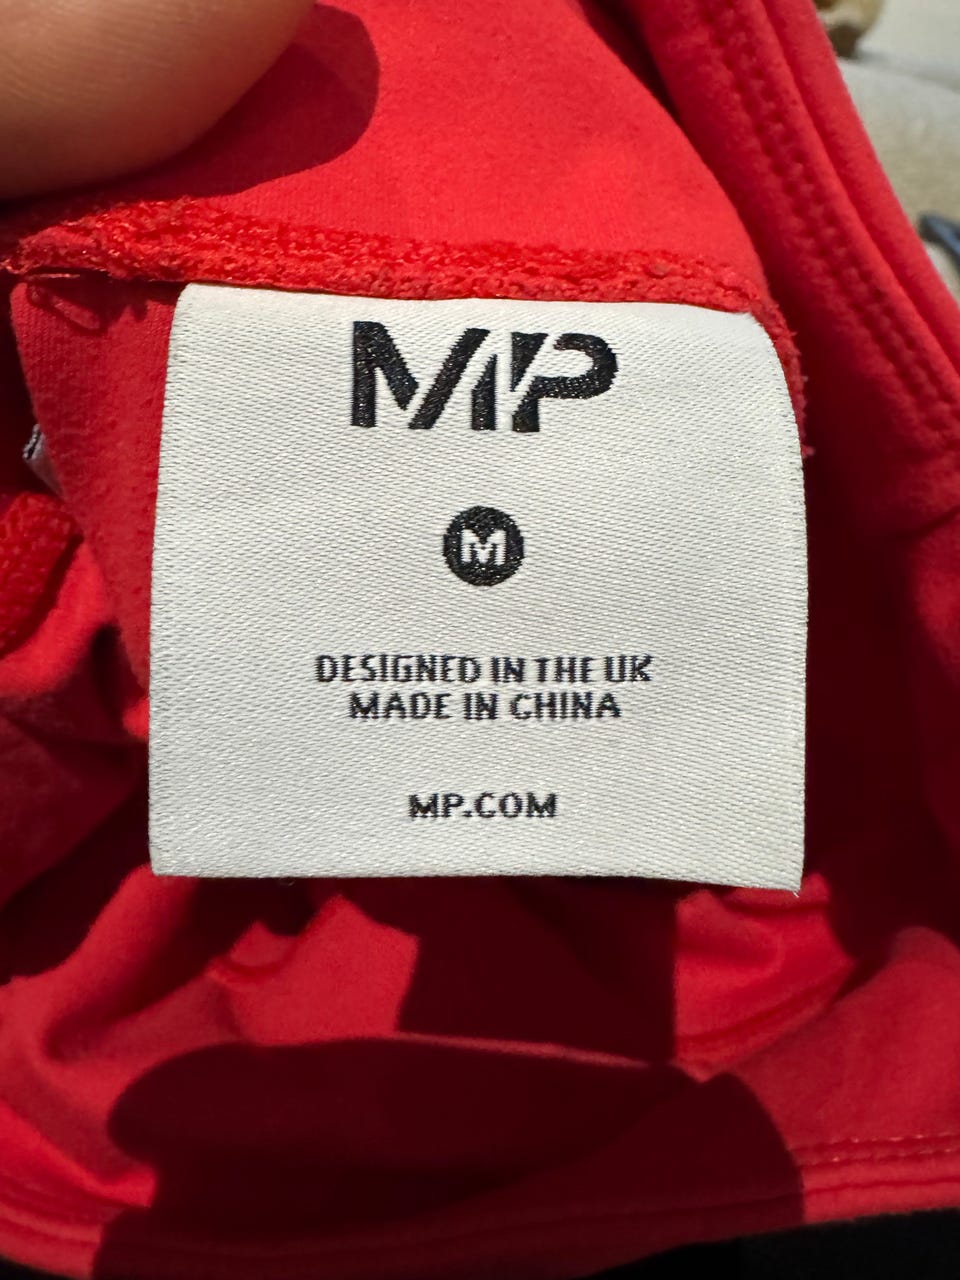 MP
M
DESIGNED IN THE UK
MADE IN CHINA
MP.COM